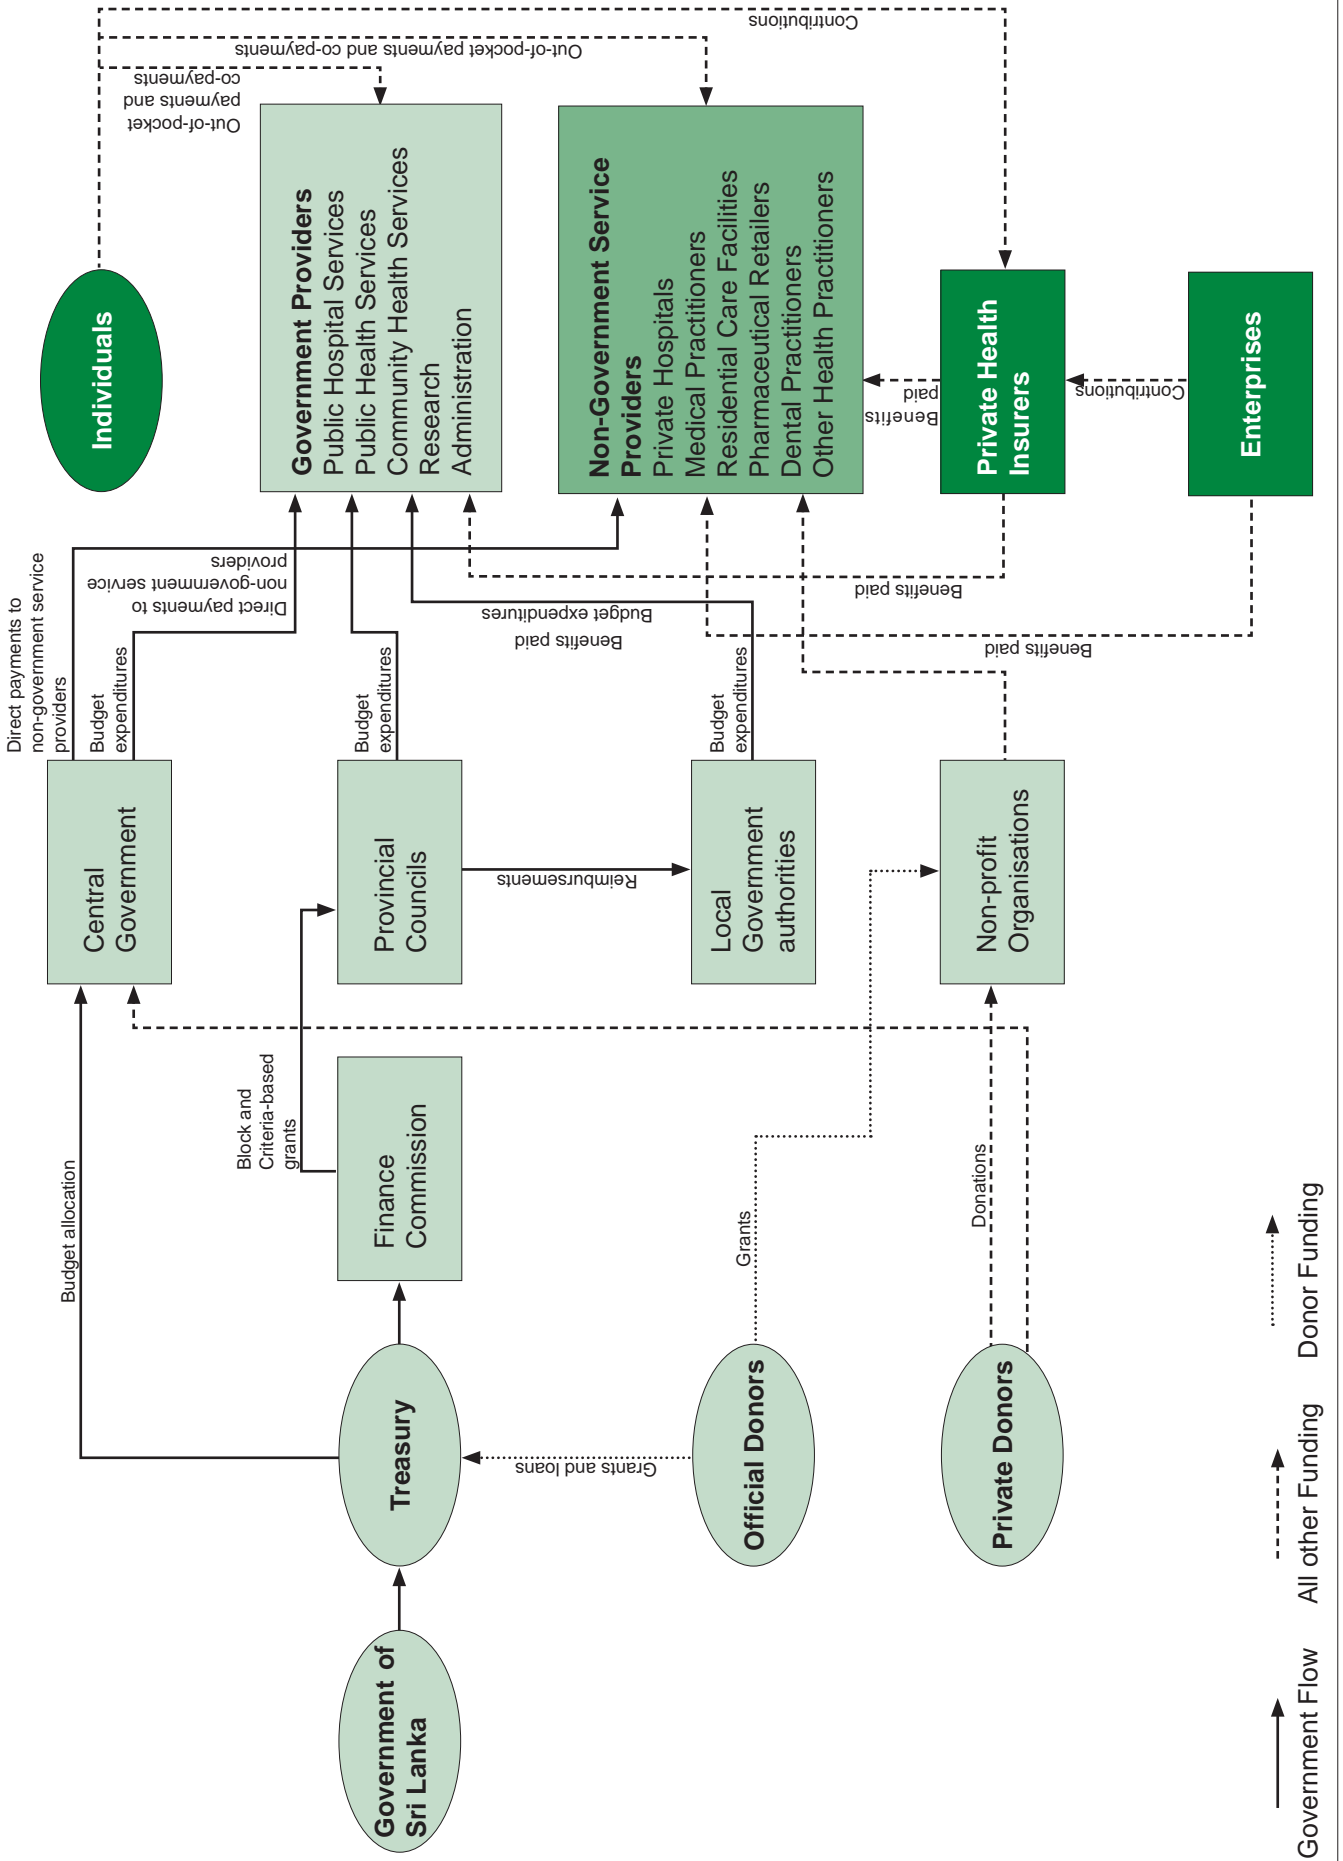 Government of
Sri Lanka
Treasury
Budget allocation
Finance
Commission
Block and
Criteria-based
grants
Central
Government
Direct payments to
non-government service
providers
Budget
expenditures
Direct payments to
non-government service
providers
Provincial
Councils
Budget
expenditures
Reimbursements
Local
Government
authorities
Budget
expenditures
Budget expenditures
Benefits paid
Official Donors
Grants and loans
Grants
Private Donors
Donations
Non-profit
Organisations
Individuals
Out-of-pocket
payments and
co-payments
Out-of-pocket payments and co-payments
Contributions
Government Providers
Public Hospital Services
Public Health Services
Community Health Services
Research
Administration
Non-Government Service
Providers
Private Hospitals
Medical Practitioners
Residential Care Facilities
Pharmaceutical Retailers
Dental Practitioners
Other Health Practitioners
Benefits
paid
Benefits paid
Private Health
Insurers
Contributions
Benefits paid
Enterprises
Government Flow
All other Funding
Donor Funding